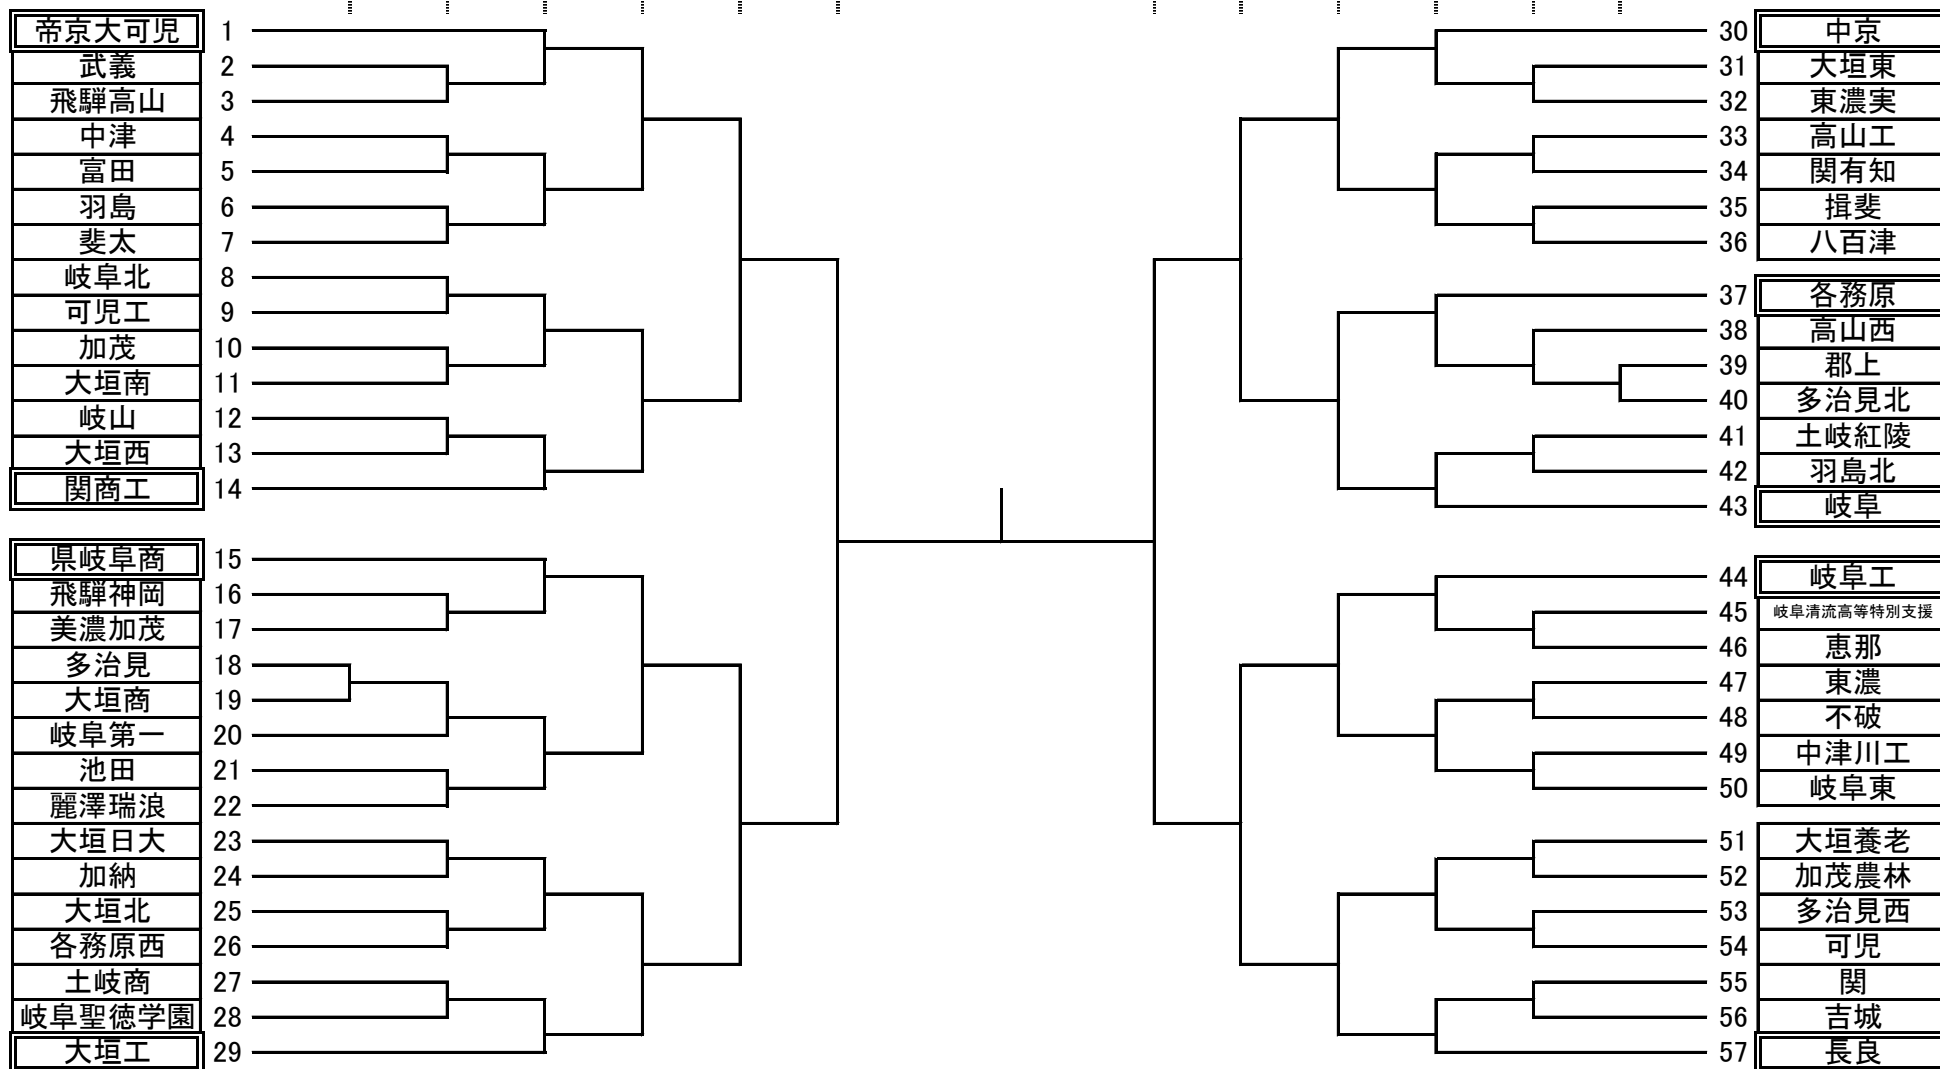 帝京大可児 1
武義 2
飛騨高山 3
中津 4
富田 5
羽島 6
斐太 7
岐阜北 8
可児工 9
加茂 10
大垣南 11
岐山 12
大垣西 13
関商工 14
県岐阜商 15
飛騨神岡 16
美濃加茂 17
多治見 18
大垣商 19
岐阜第一 20
池田 21
麗澤瑞浪 22
大垣日大 23
加納 24
大垣北 25
各務原西 26
土岐商 27
岐阜聖徳学園 28
大垣工 29
30 中京
31 大垣東
32 東濃実
33 高山工
34 関有知
35 揖斐
36 八百津
37 各務原
38 高山西
39 郡上
40 多治見北
41 土岐紅陵
42 羽島北
43 岐阜
44 岐阜工
45 岐阜清流高等特別支援
46 恵那
47 東濃
48 不破
49 中津川工
50 岐阜東
51 大垣養老
52 加茂農林
53 多治見西
54 可児
55 関
56 吉城
57 長良